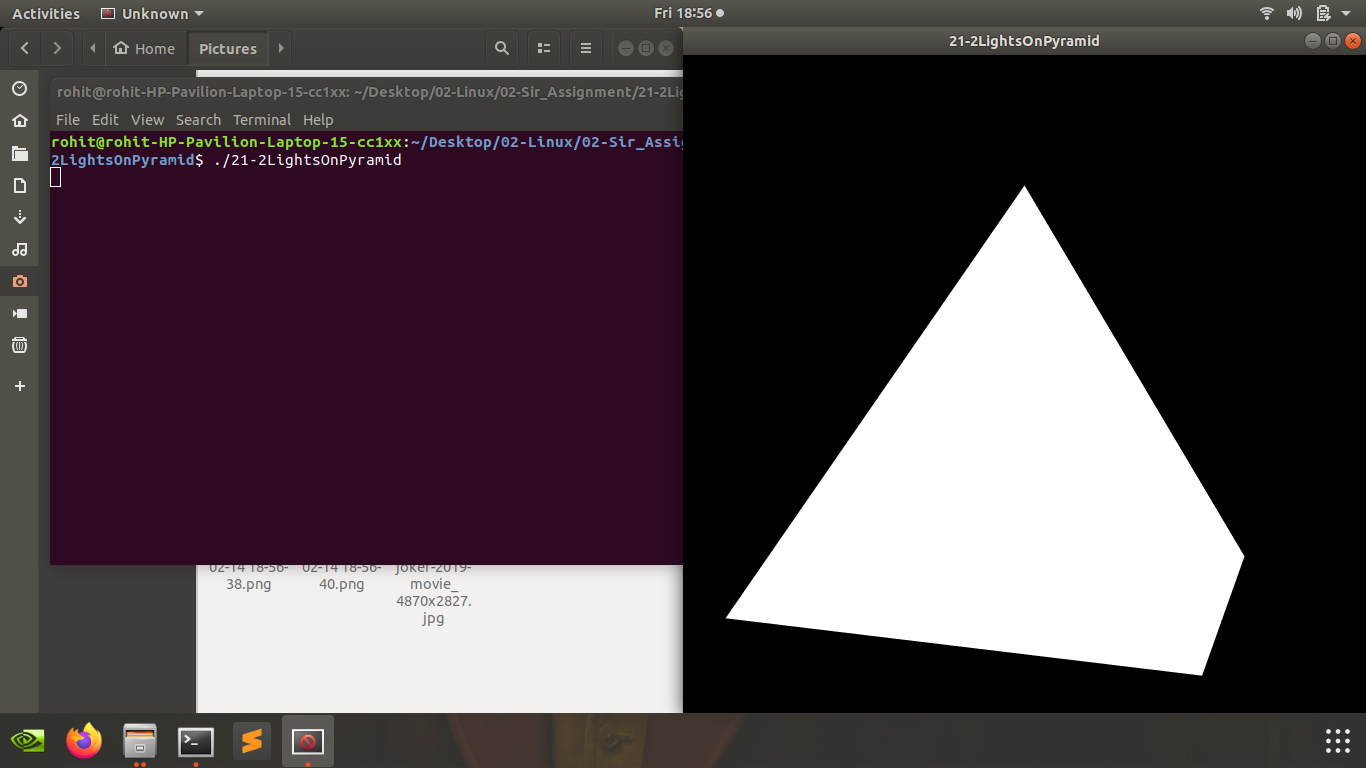 Activities
Unknown
Fri 18:56
Home
Pictures
21-2LightsOnPyramid
rohit@rohit-HP-Pavilion-Laptop-15-cc1xx: ~/Desktop/02-Linux/02-Sir_Assignment/21-2Lig
File Edit View Search Terminal Help
rohit@rohit-HP-Pavilion-Laptop-15-cc1xx:~/Desktop/02-Linux/02-Sir_Assig
2LightsOnPyramid$ ./21-2LightsOnPyramid
02-14 18-56-
38.png
02-14 18-56-
40.png
joker-2019-
movie_
4870x2827.
jpg